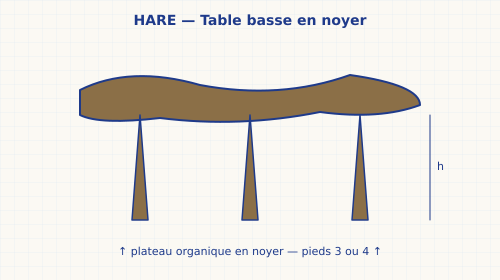 HARE — Table basse en noyer
h
↑ plateau organique en noyer — pieds 3 ou 4 ↑